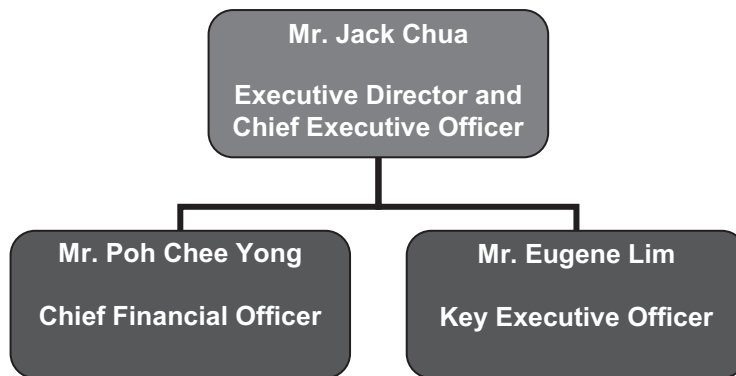 Mr. Jack Chua
Executive Director and
Chief Executive Officer
Mr. Poh Chee Yong
Chief Financial Officer
Mr. Eugene Lim
Key Executive Officer